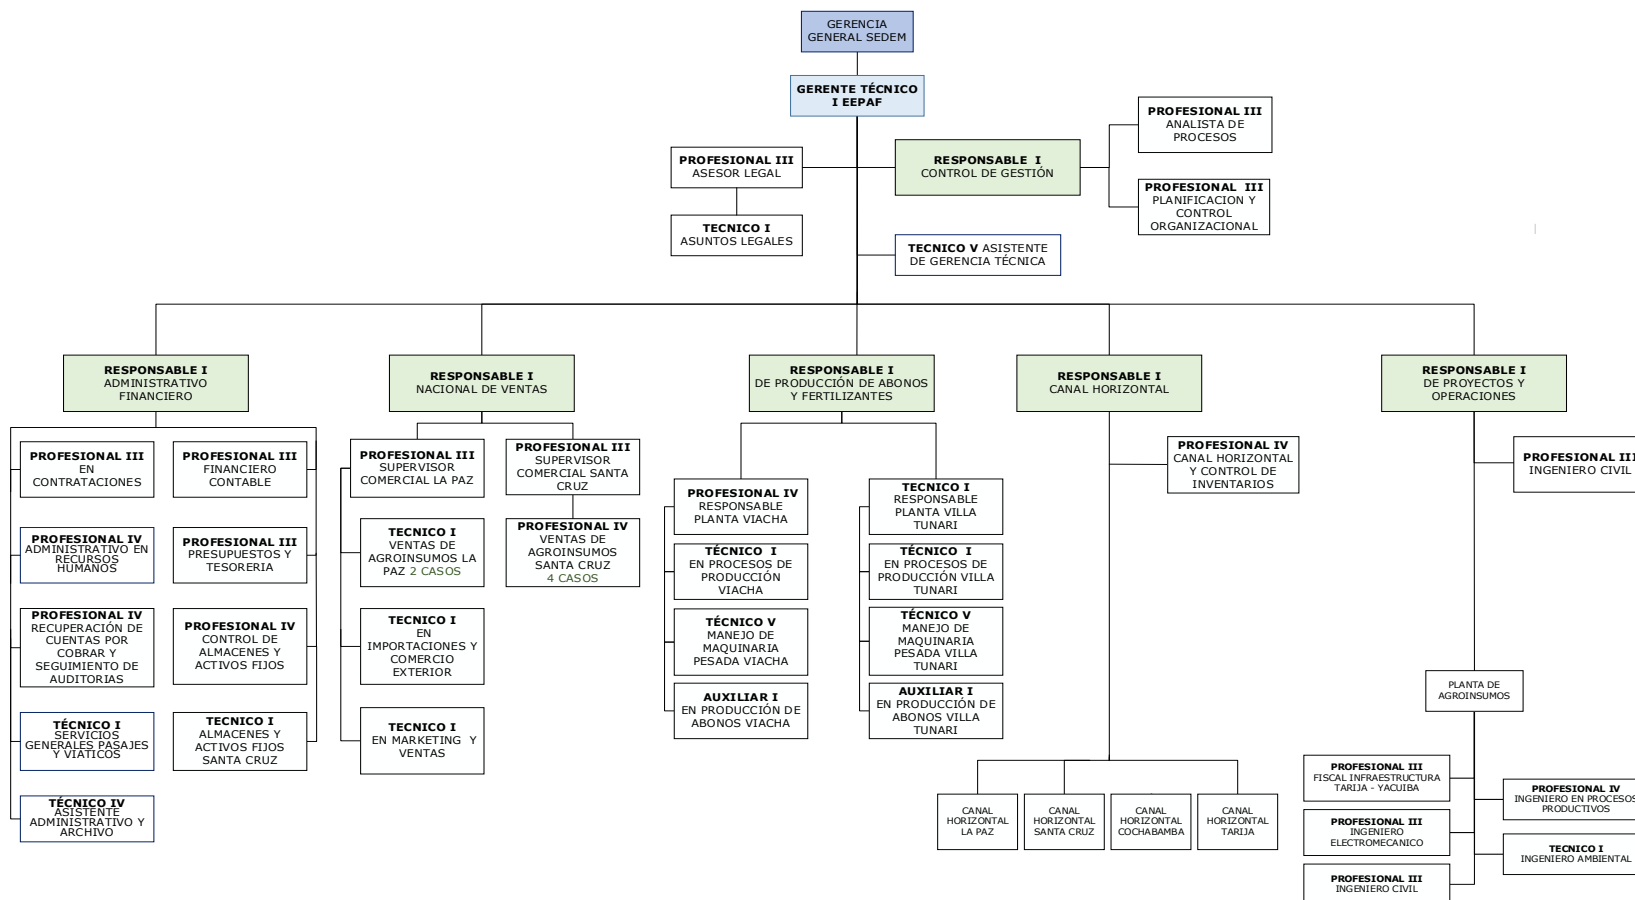 GERENCIA
GENERAL SEDEM
GERENTE TÉCNICO
I EEPAF
PROFESIONAL III
ANALISTA DE
PROCESOS
PROFESIONAL III
ASESOR LEGAL
RESPONSABLE I
CONTROL DE GESTIÓN
PROFESIONAL III
PLANIFICACION Y
CONTROL
ORGANIZACIONAL
TECNICO I
ASUNTOS LEGALES
TECNICO V ASISTENTE
DE GERENCIA TÉCNICA
RESPONSABLE I
ADMINISTRATIVO
FINANCIERO
PROFESIONAL III
EN
CONTRATACIONES
PROFESIONAL III
FINANCIERO
CONTABLE
PROFESIONAL IV
ADMINISTRATIVO EN
RECURSOS
HUMANOS
PROFESIONAL III
PRESUPUESTOS Y
TESORERIA
PROFESIONAL IV
RECUPERACIÓN DE
CUENTAS POR
COBRAR Y
SEGUIMIENTO DE
AUDITORIAS
PROFESIONAL IV
CONTROL DE
ALMACENES Y
ACTIVOS FIJOS
TÉCNICO I
SERVICIOS
GENERALES PASAJES
Y VIÁTICOS
TECNICO I
ALMACENES Y
ACTIVOS FIJOS
SANTA CRUZ
TÉCNICO IV
ASISTENTE
ADMINISTRATIVO Y
ARCHIVO
RESPONSABLE I
NACIONAL DE VENTAS
PROFESIONAL III
SUPERVISOR
COMERCIAL LA PAZ
PROFESIONAL III
SUPERVISOR
COMERCIAL SANTA
CRUZ
TECNICO I
VENTAS DE
AGROINSUMOS LA
PAZ 2 CASOS
PROFESIONAL IV
VENTAS DE
AGROINSUMOS
SANTA CRUZ
4 CASOS
TECNICO I
EN
IMPORTACIONES Y
COMERCIO
EXTERIOR
TECNICO I
EN MARKETING Y
VENTAS
RESPONSABLE I
DE PRODUCCIÓN DE ABONOS
Y FERTILIZANTES
PROFESIONAL IV
RESPONSABLE
PLANTA VIACHA
TECNICO I
RESPONSABLE
PLANTA VILLA
TUNARI
TÉCNICO I
EN PROCESOS DE
PRODUCCIÓN
VIACHA
TÉCNICO I
EN PROCESOS DE
PRODUCCIÓN VILLA
TUNARI
TÉCNICO V
MANEJO DE
MAQUINARIA
PESADA VIACHA
TÉCNICO V
MANEJO DE
MAQUINARIA
PESADA VILLA
TUNARI
AUXILIAR I
EN PRODUCCIÓN DE
ABONOS VIACHA
AUXILIAR I
EN PRODUCCIÓN DE
ABONOS VILLA
TUNARI
RESPONSABLE I
CANAL HORIZONTAL
PROFESIONAL IV
CANAL HORIZONTAL
Y CONTROL DE
INVENTARIOS
CANAL
HORIZONTAL
LA PAZ
CANAL
HORIZONTAL
SANTA CRUZ
CANAL
HORIZONTAL
COCHABAMBA
CANAL
HORIZONTAL
TARIJA
RESPONSABLE I
DE PROYECTOS Y
OPERACIONES
PROFESIONAL III
INGENIERO CIVIL
PLANTA DE
AGROINSUMOS
PROFESIONAL III
FISCAL INFRAESTRUCTURA
TARIJA - YACUIBA
PROFESIONAL IV
INGENIERO EN PROCESOS
PRODUCTIVOS
PROFESIONAL III
INGENIERO
ELECTROMECANICO
TECNICO I
INGENIERO AMBIENTAL
PROFESIONAL III
INGENIERO CIVIL